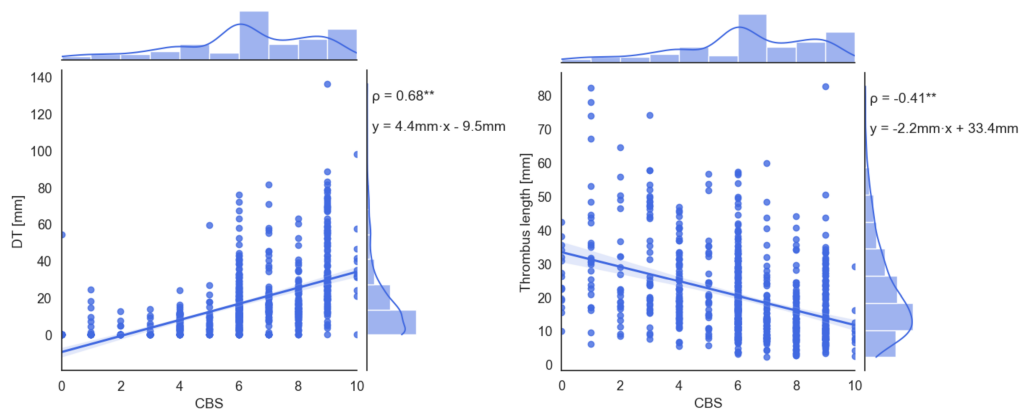 140
120
100
80
60
40
20
0
DT [mm]
0 2 4 6 8 10
CBS
ρ = 0.68**
y = 4.4mm·x - 9.5mm
80
70
60
50
40
30
20
10
0
Thrombus length [mm]
0 2 4 6 8 10
CBS
ρ = -0.41**
y = -2.2mm·x + 33.4mm